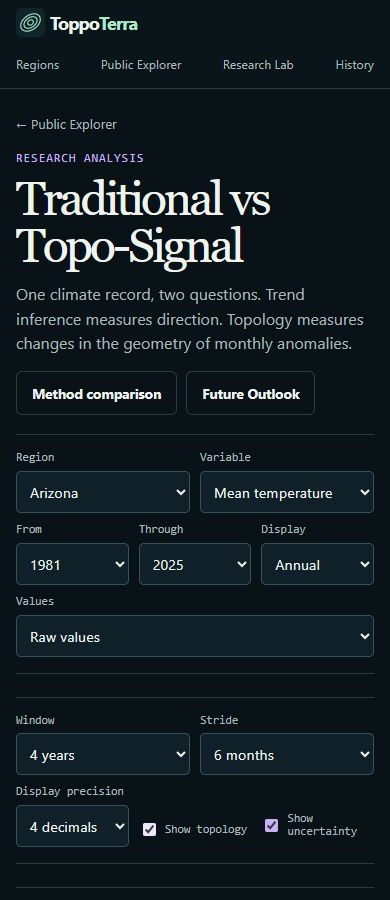 ToppoTerra
Regions Public Explorer Research Lab History
← Public Explorer
RESEARCH ANALYSIS
Traditional vs
Topo-Signal
One climate record, two questions. Trend
inference measures direction. Topology measures
changes in the geometry of monthly anomalies.
Method comparison Future Outlook
Region Variable
Arizona Mean temperature
From Through Display
1981 2025 Annual
Values
Raw values
Window Stride
4 years 6 months
Display precision
4 decimals Show topology Show
uncertainty